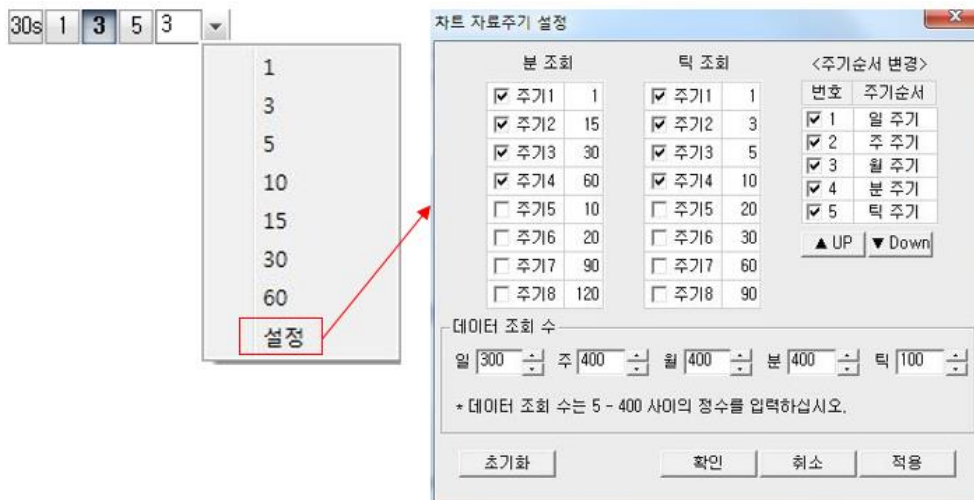 30s 1 3 5 3
1
3
5
10
15
30
60
설정
차트 자료주기 설정
분 조회
주기1 1
주기2 15
주기3 30
주기4 60
주기5 10
주기6 20
주기7 90
주기8 120
틱 조회
주기1 1
주기2 3
주기3 5
주기4 10
주기5 20
주기6 30
주기7 60
주기8 90
<주기순서 변경>
번호 주기순서
1 일 주기
2 주 주기
3 월 주기
4 분 주기
5 틱 주기
▲ UP ▼ Down
데이터 조회 수
일 300 주 400 월 400 분 400 틱 100
* 데이터 조회 수는 5 - 400 사이의 정수를 입력하십시오.
초기화 확인 취소 적용